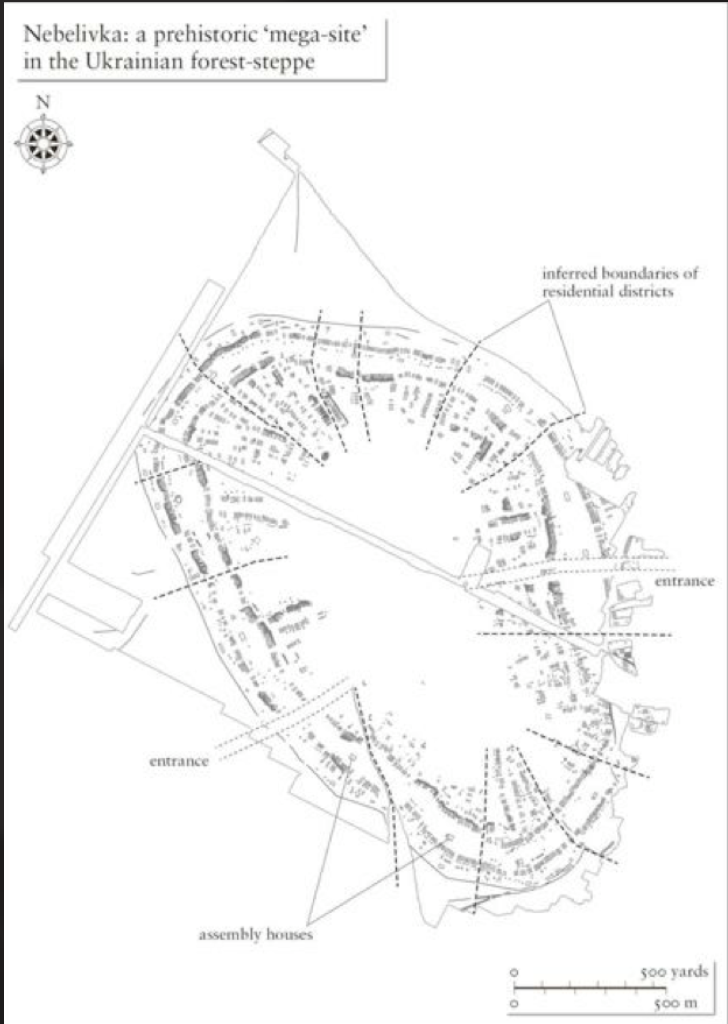 Nebelivka: a prehistoric ‘mega-site’
in the Ukrainian forest-steppe
N
inferred boundaries of
residential districts
entrance
entrance
assembly houses
0 500 yards
0 500 m